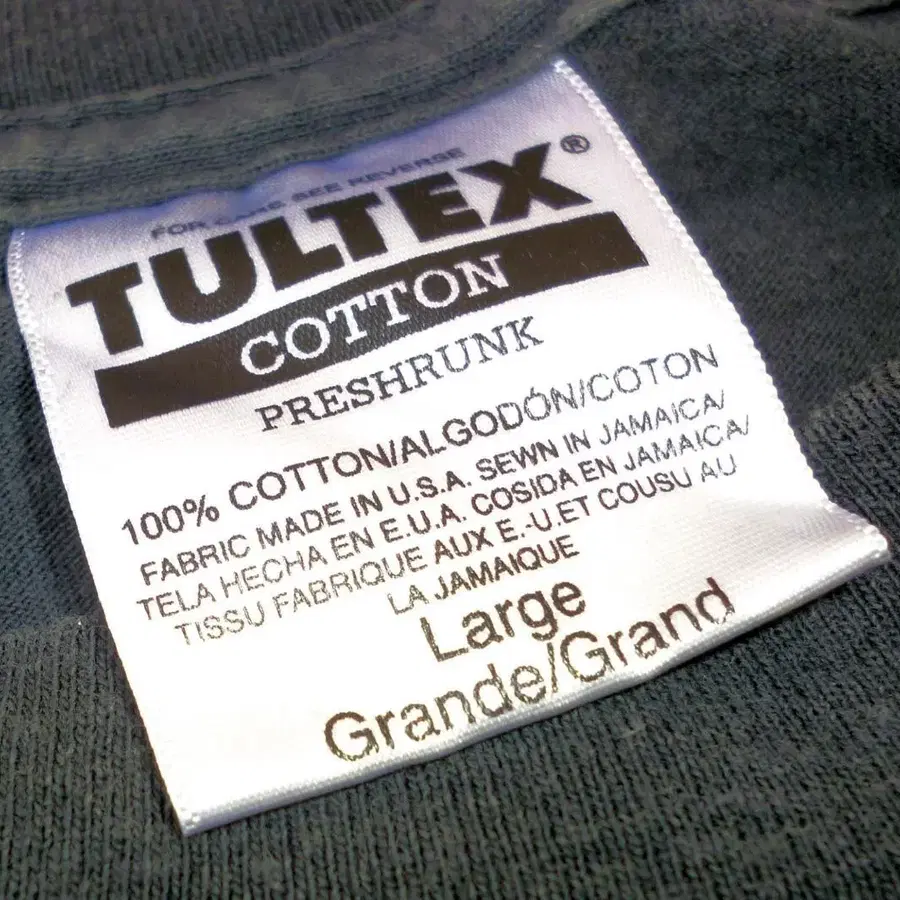 FOR CARE SEE REVERSE
TULTEX®
COTTON
PRESHRUNK
100% COTTON/ALGODÓN/COTON
FABRIC MADE IN U.S.A. SEWN IN JAMAICA/
TELA HECHA EN E.U.A. COSIDA EN JAMAICA/
TISSU FABRIQUE AUX E.-U.ET COUSU AU
LA JAMAIQUE
Large
Grande/Grand